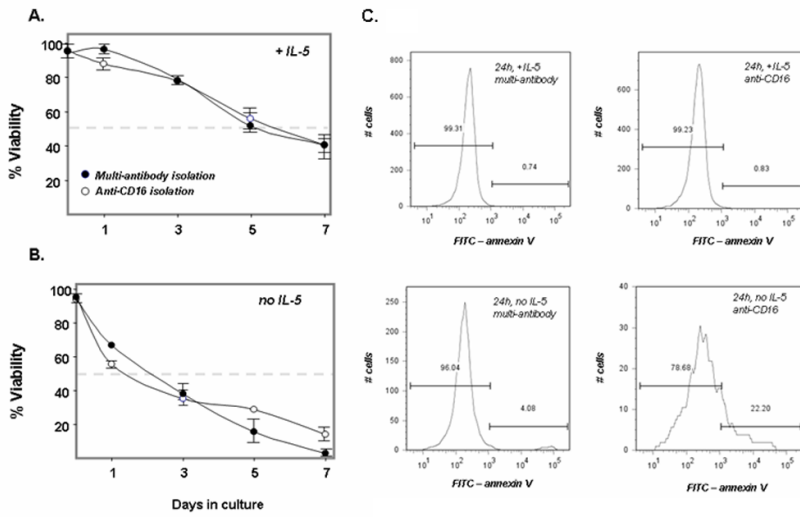 A.
+ IL-5
% Viability
100
80
60
40
20
Multi-antibody isolation
Anti-CD16 isolation
1 3 5 7
B.
no IL-5
% Viability
100
80
60
40
20
1 3 5 7
Days in culture
C.
24h, +IL-5
multi-antibody
# cells
800
600
400
200
0
99.31
0.74
10¹ 10² 10³ 10⁴ 10⁵
FITC – annexin V
24h, +IL-5
anti-CD16
# cells
600
400
200
0
99.23
0.83
10¹ 10² 10³ 10⁴ 10⁵
FITC – annexin V
24h, no IL-5
multi-antibody
# cells
250
200
150
100
50
0
96.04
4.08
10¹ 10² 10³ 10⁴ 10⁵
FITC – annexin V
24h, no IL-5
anti-CD16
# cells
40
30
20
10
0
78.68
22.20
10¹ 10² 10³ 10⁴ 10⁵
FITC – annexin V